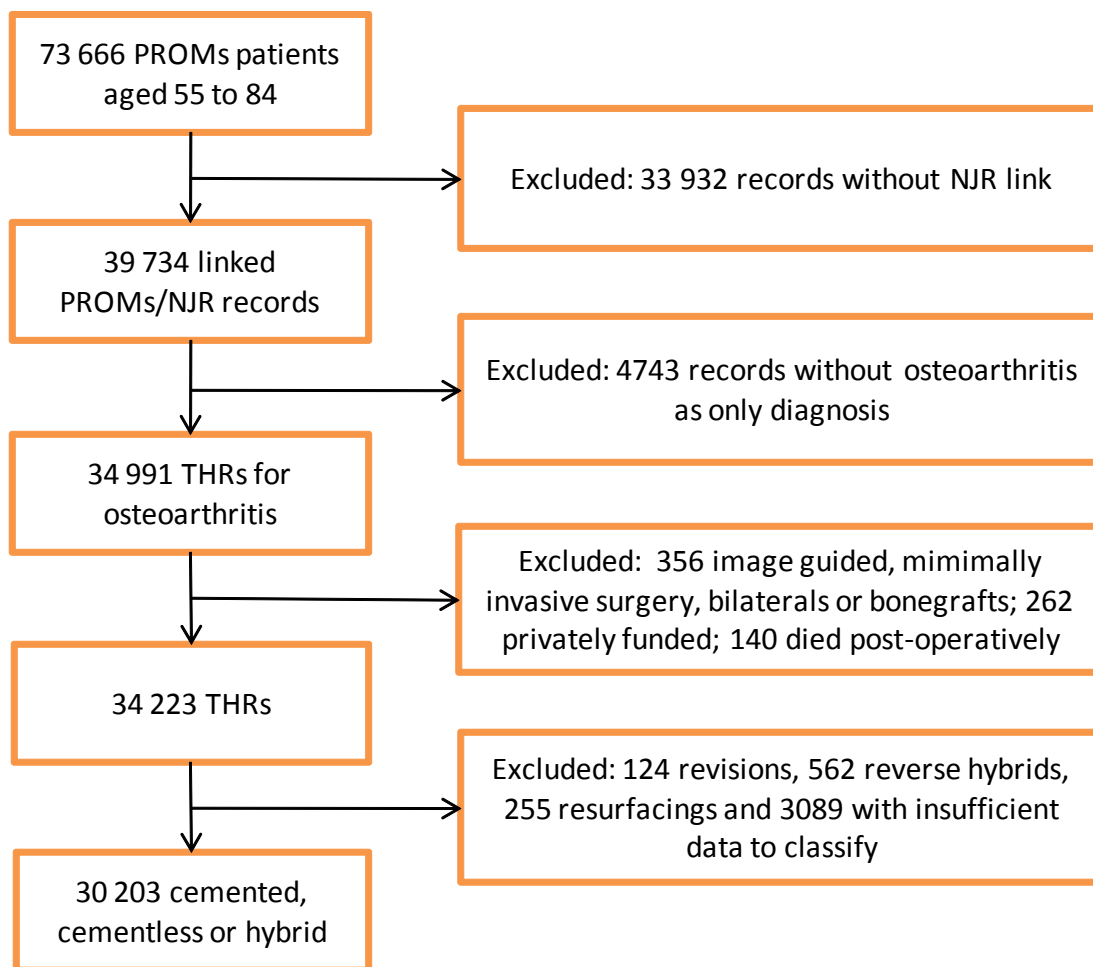 73 666 PROMs patients
aged 55 to 84
Excluded: 33 932 records without NJR link
39 734 linked
PROMs/NJR records
Excluded: 4743 records without osteoarthritis
as only diagnosis
34 991 THRs for
osteoarthritis
Excluded: 356 image guided, mimimally
invasive surgery, bilaterals or bonegrafts; 262
privately funded; 140 died post-operatively
34 223 THRs
Excluded: 124 revisions, 562 reverse hybrids,
255 resurfacings and 3089 with insufficient
data to classify
30 203 cemented,
cementless or hybrid